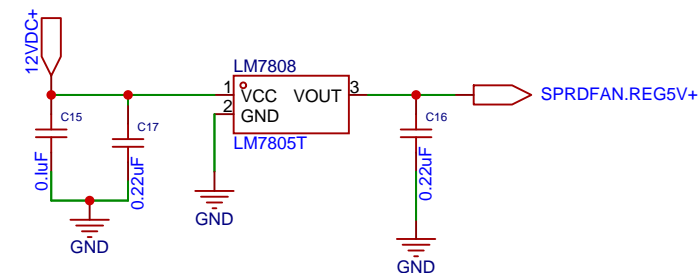 12VDC+
LM7808
1
VCC
VOUT
3
SPRDFAN.REG5V+
2
GND
LM7805T
C15
0.1uF
C17
0.22uF
C16
0.22uF
GND
GND
GND